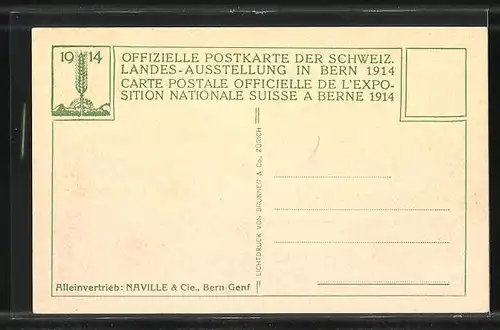 1914
OFFIZIELLE POSTKARTE DER SCHWEIZ.
LANDES-AUSSTELLUNG IN BERN 1914
CARTE POSTALE OFFICIELLE DE L'EXPO-
SITION NATIONALE SUISSE A BERNE 1914
LICHTDRUCK VON BRUNNER & Co., ZÜRICH
Alleinvertrieb: NAVILLE & Cie., Bern Genf